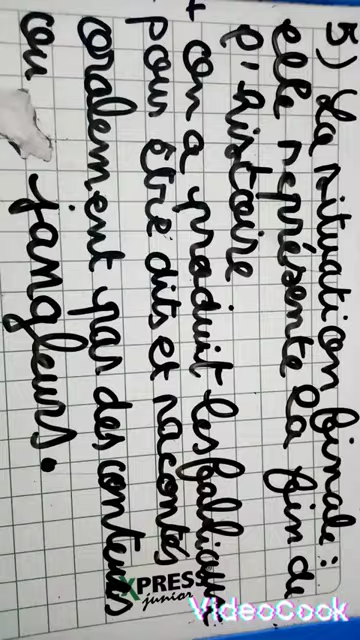 5) La situation finale :
elle représente la fin de
l'histoire
+ on a produit les fabliaux
pour être dits et racontés
oralement par des conteurs
ou jongleurs.
XPRESS
junior
VideoCook